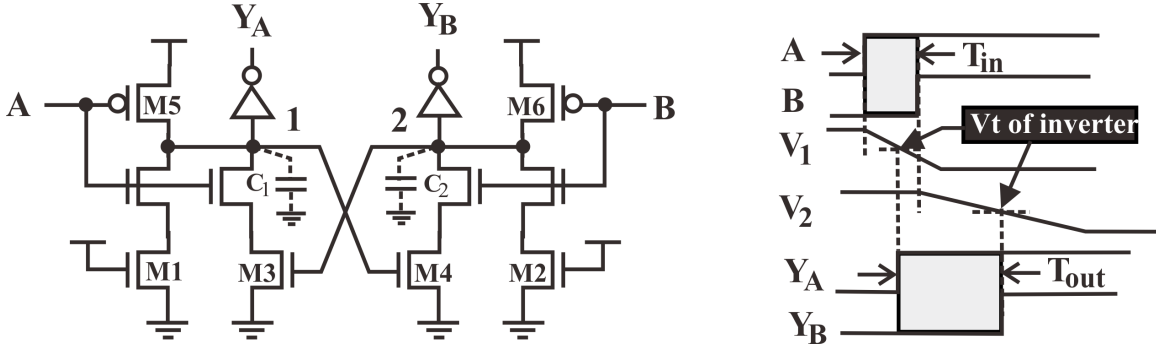 Y_A
Y_B
A
M5
1
2
M6
B
C_1
C_2
M1
M3
M4
M2
A
T_in
B
Vt of inverter
V_1
V_2
Y_A
T_out
Y_B